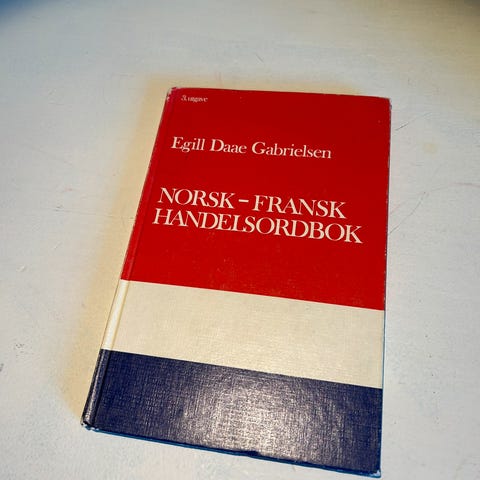 3. utgave
Egill Daae Gabrielsen
NORSK – FRANSK
HANDELSORDBOK